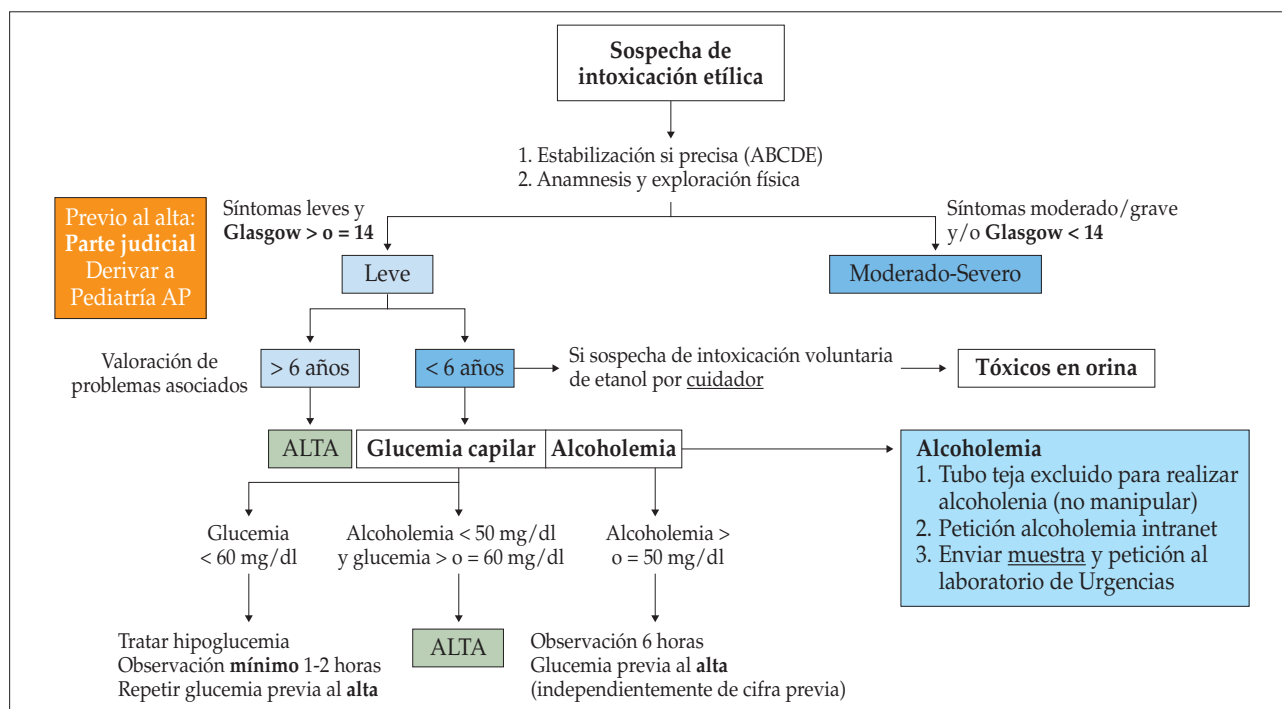 Sospecha de
intoxicación etílica
1. Estabilización si precisa (ABCDE)
2. Anamnesis y exploración física
Previo al alta:
Parte judicial
Derivar a
Pediatría AP
Síntomas leves y
Glasgow > o = 14
Síntomas moderado/grave
y/o Glasgow < 14
Leve
Moderado-Severo
Valoración de
problemas asociados
> 6 años
< 6 años
Si sospecha de intoxicación voluntaria
de etanol por cuidador
Tóxicos en orina
ALTA
Glucemia capilar
Alcoholemia
Alcoholemia
1. Tubo teja excluido para realizar
alcoholenia (no manipular)
2. Petición alcoholemia intranet
3. Enviar muestra y petición al
laboratorio de Urgencias
Glucemia
< 60 mg/dl
Alcoholemia < 50 mg/dl
y glucemia > o = 60 mg/dl
Alcoholemia >
o = 50 mg/dl
Tratar hipoglucemia
Observación mínimo 1-2 horas
Repetir glucemia previa al alta
ALTA
Observación 6 horas
Glucemia previa al alta
(independientemente de cifra previa)